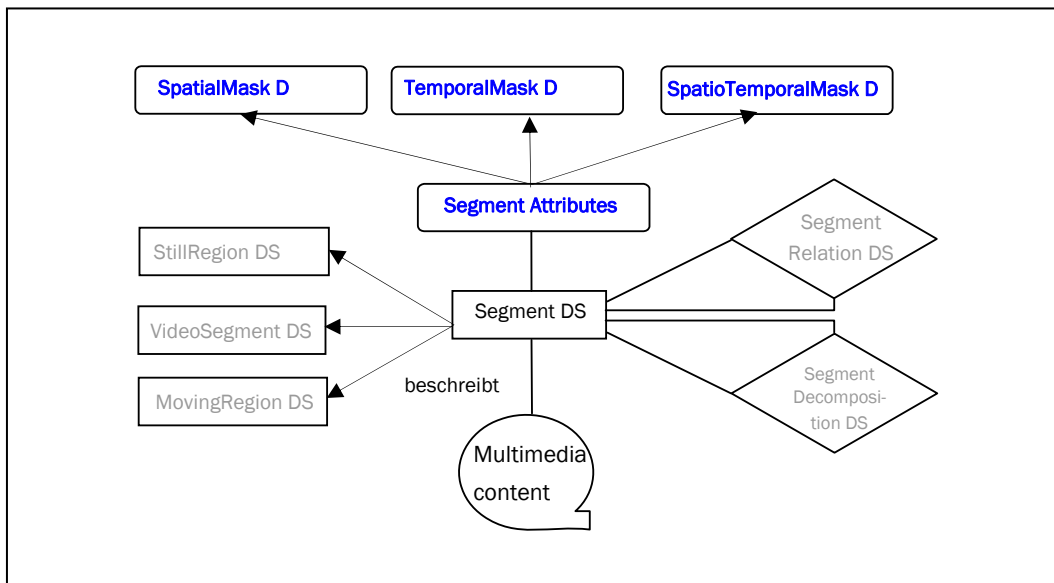 SpatialMask D
TemporalMask D
SpatioTemporalMask D
Segment Attributes
Segment
Relation DS
StillRegion DS
Segment DS
VideoSegment DS
MovingRegion DS
beschreibt
Segment
Decomposi-
tion DS
Multimedia
content